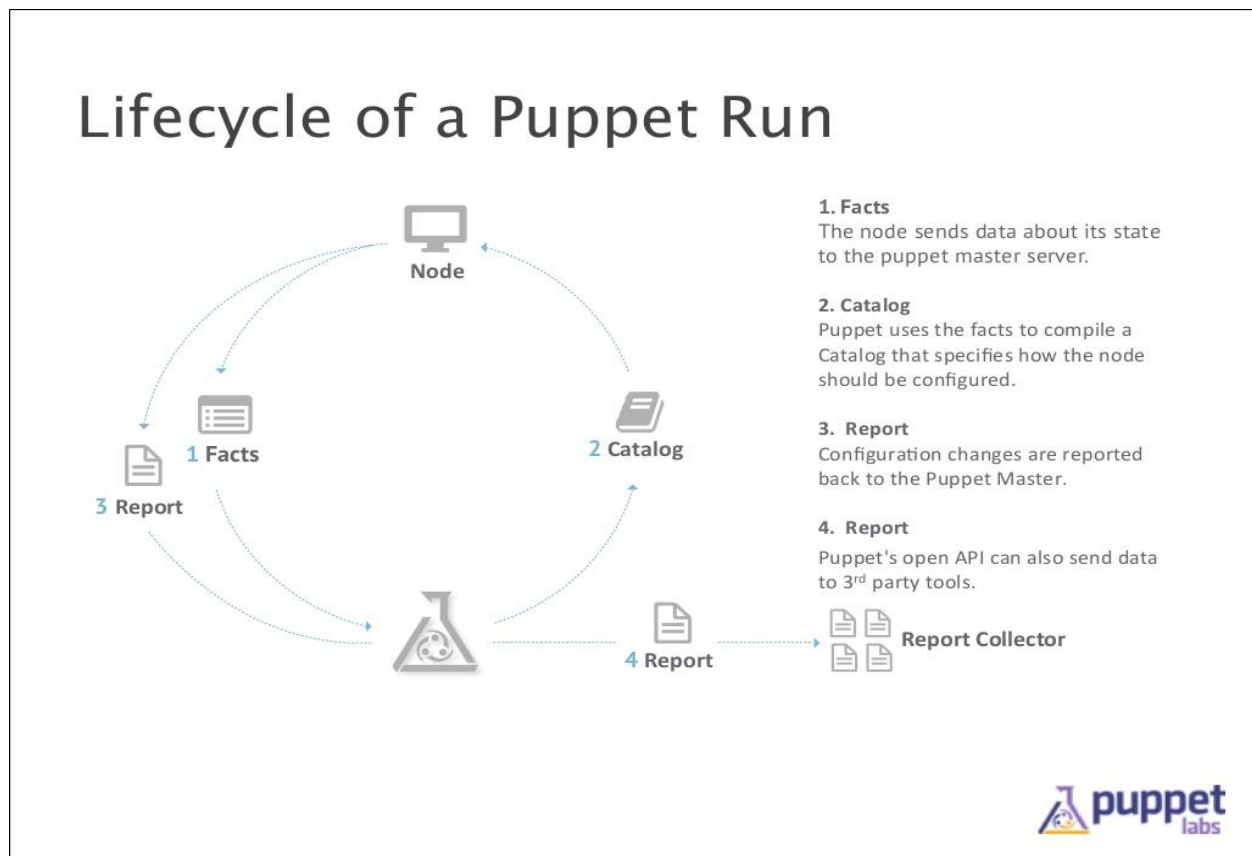 Lifecycle of a Puppet Run
Node
1 Facts
3 Report
2 Catalog
4 Report
1. Facts
The node sends data about its state
to the puppet master server.
2. Catalog
Puppet uses the facts to compile a
Catalog that specifies how the node
should be configured.
3. Report
Configuration changes are reported
back to the Puppet Master.
4. Report
Puppet's open API can also send data
to 3rd party tools.
Report Collector
puppet
labs